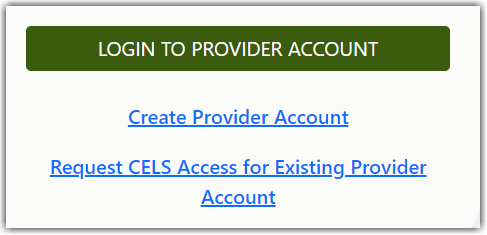 LOGIN TO PROVIDER ACCOUNT
Create Provider Account
Request CELS Access for Existing Provider
Account